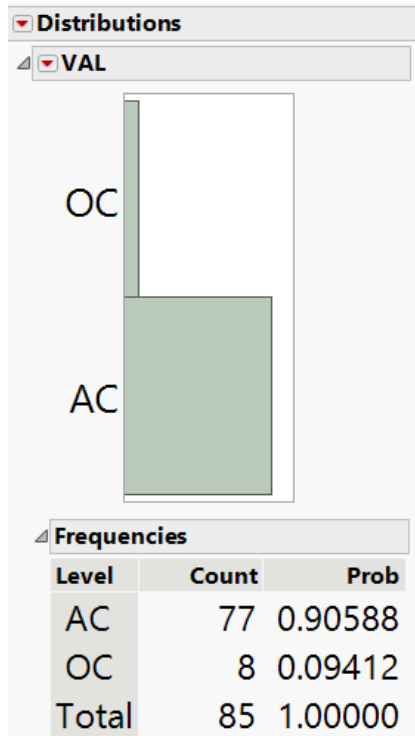 Distributions
VAL
OC
AC
Frequencies
Level Count Prob
AC 77 0.90588
OC 8 0.09412
Total 85 1.00000